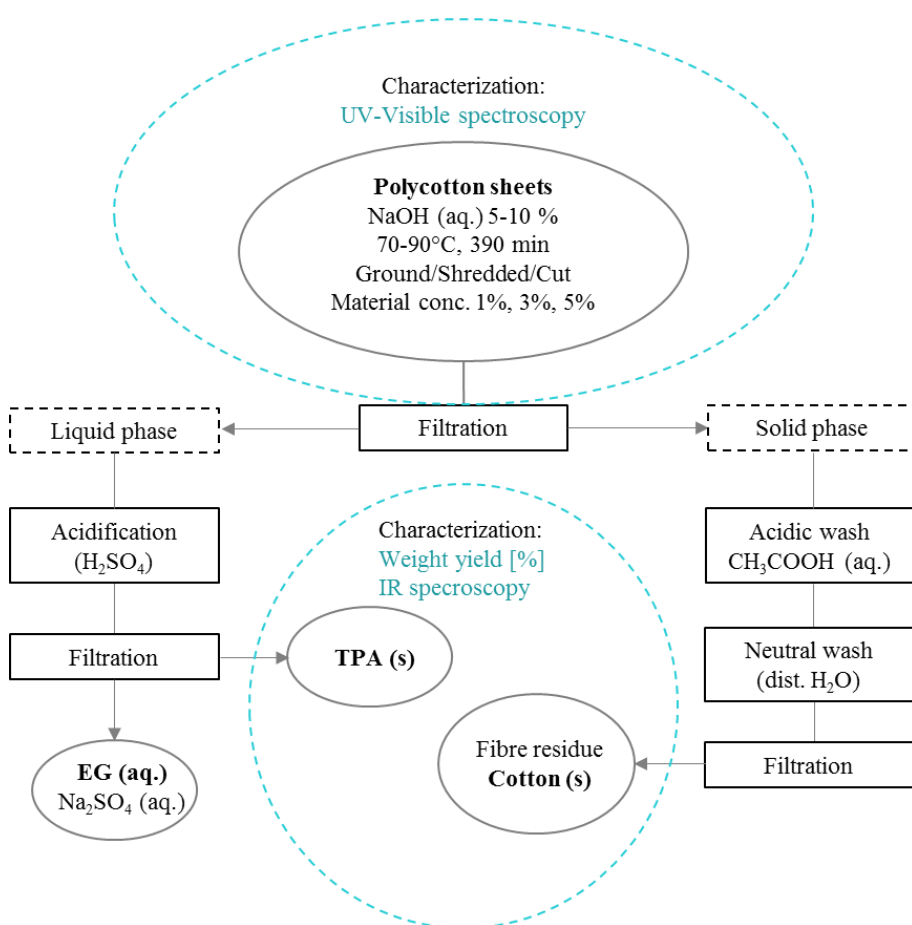 Characterization:
UV-Visible spectroscopy
Polycotton sheets
NaOH (aq.) 5-10 %
70-90°C, 390 min
Ground/Shredded/Cut
Material conc. 1%, 3%, 5%
Liquid phase
Filtration
Solid phase
Acidification
(H₂SO₄)
Characterization:
Weight yield [%]
IR specroscopy
Acidic wash
CH₃COOH (aq.)
Filtration
TPA (s)
Neutral wash
(dist. H₂O)
EG (aq.)
Na₂SO₄ (aq.)
Fibre residue
Cotton (s)
Filtration